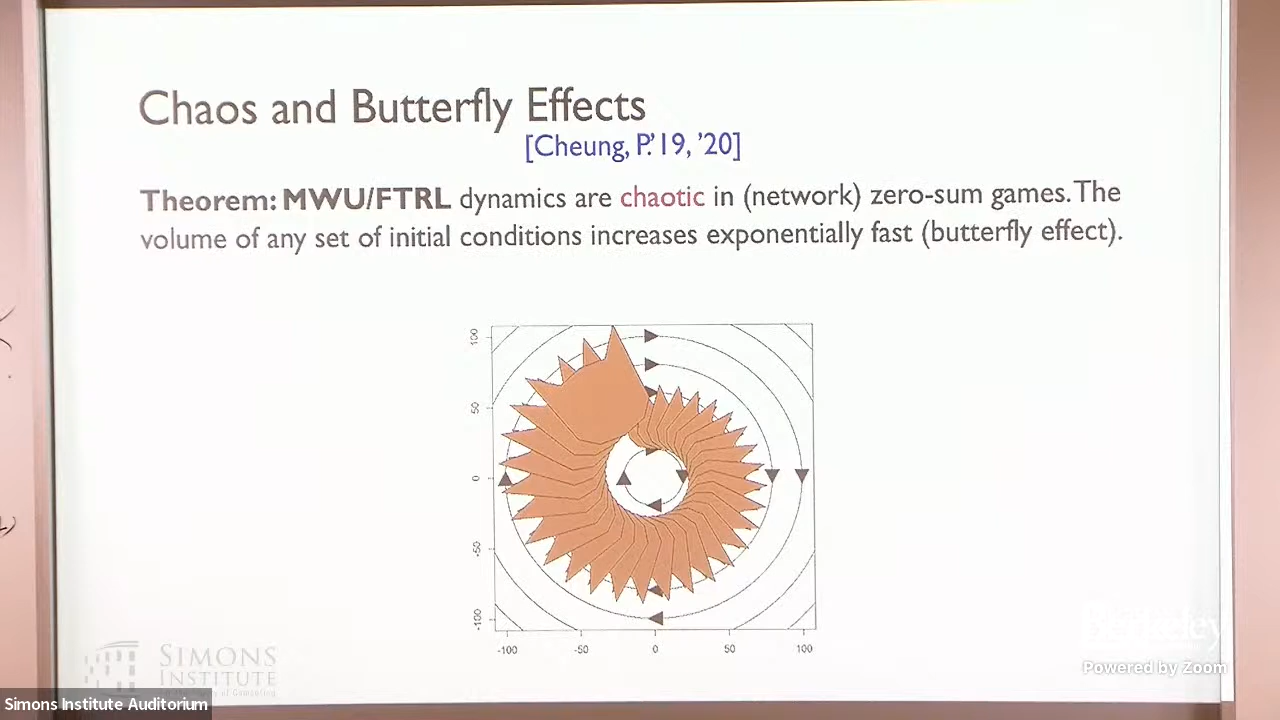 Chaos and Butterfly Effects
[Cheung, P.'19, '20]
Theorem: MWU/FTRL dynamics are chaotic in (network) zero-sum games. The
volume of any set of initial conditions increases exponentially fast (butterfly effect).
100
50
0
-50
-100
-100 -50 0 50 100
SIMONS
INSTITUTE
Berkeley
Powered by Zoom
Simons Institute Auditorium